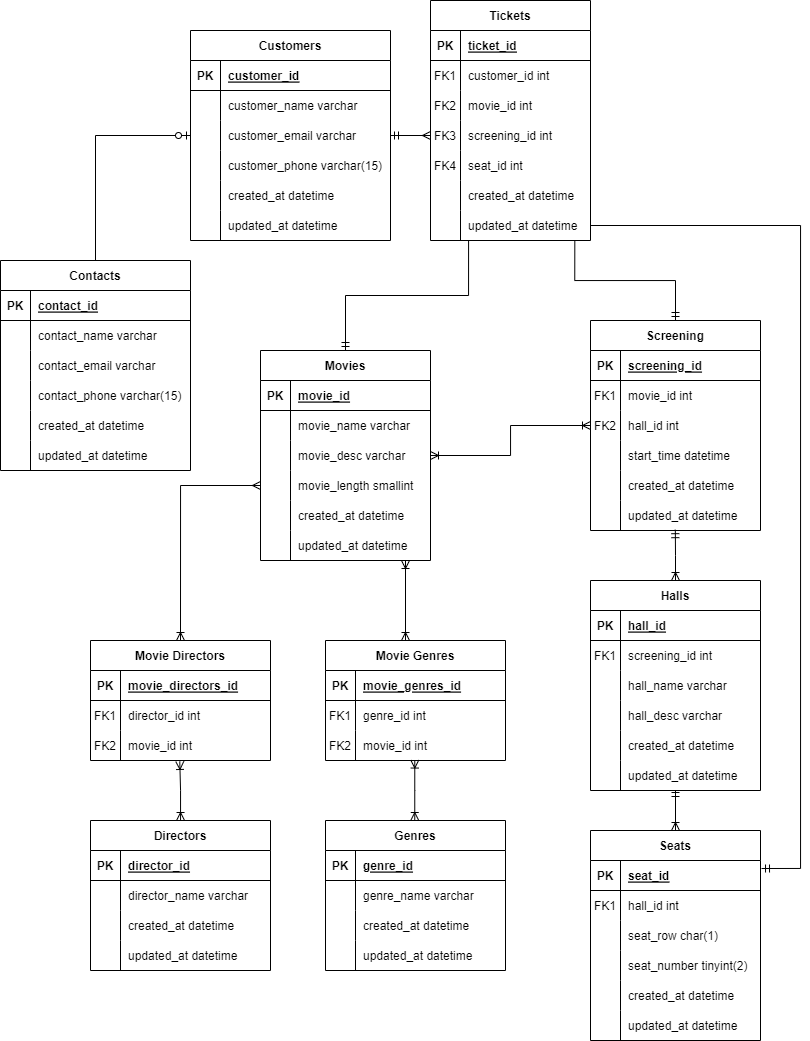 Tickets
PK ticket_id
FK1 customer_id int
FK2 movie_id int
FK3 screening_id int
FK4 seat_id int
created_at datetime
updated_at datetime
Customers
PK customer_id
customer_name varchar
customer_email varchar
customer_phone varchar(15)
created_at datetime
updated_at datetime
Contacts
PK contact_id
contact_name varchar
contact_email varchar
contact_phone varchar(15)
created_at datetime
updated_at datetime
Movies
PK movie_id
movie_name varchar
movie_desc varchar
movie_length smallint
created_at datetime
updated_at datetime
Screening
PK screening_id
FK1 movie_id int
FK2 hall_id int
start_time datetime
created_at datetime
updated_at datetime
Halls
PK hall_id
FK1 screening_id int
hall_name varchar
hall_desc varchar
created_at datetime
updated_at datetime
Movie Directors
PK movie_directors_id
FK1 director_id int
FK2 movie_id int
Movie Genres
PK movie_genres_id
FK1 genre_id int
FK2 movie_id int
Directors
PK director_id
director_name varchar
created_at datetime
updated_at datetime
Genres
PK genre_id
genre_name varchar
created_at datetime
updated_at datetime
Seats
PK seat_id
FK1 hall_id int
seat_row char(1)
seat_number tinyint(2)
created_at datetime
updated_at datetime